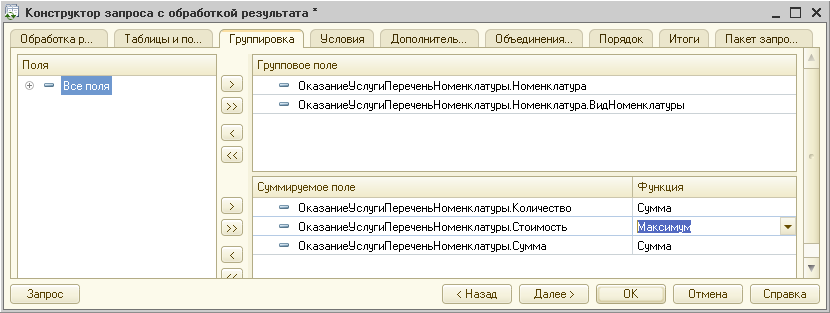 Конструктор запроса с обработкой результата *
Обработка р...
Таблицы и по...
Группировка
Условия
Дополнитель...
Объединения...
Порядок
Итоги
Пакет запро...
Поля
Все поля
Групповое поле
ОказаниеУслугиПереченьНоменклатуры.Номенклатура
ОказаниеУслугиПереченьНоменклатуры.Номенклатура.ВидНоменклатуры
Суммируемое поле Функция
ОказаниеУслугиПереченьНоменклатуры.Количество Сумма
ОказаниеУслугиПереченьНоменклатуры.Стоимость Максимум
ОказаниеУслугиПереченьНоменклатуры.Сумма Сумма
Запрос
< Назад
Далее >
OK
Отмена
Справка